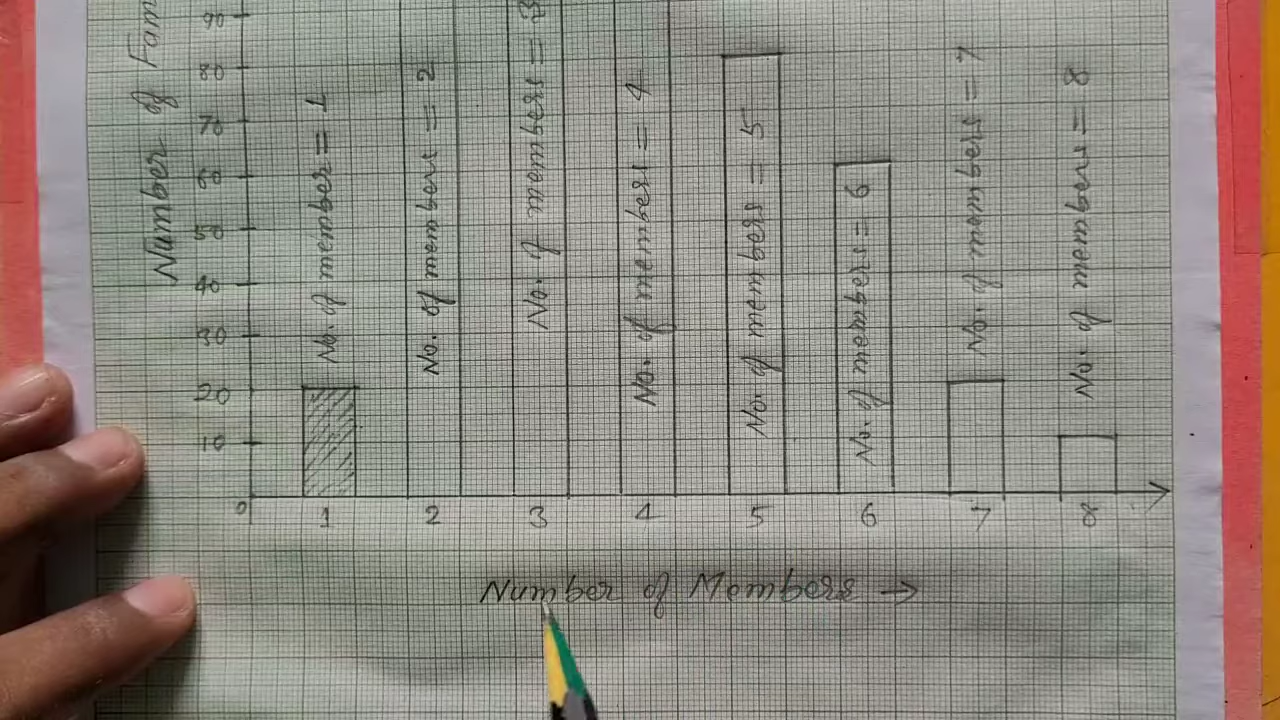 Number of Fam
90
80
70
60
50
40
30
20
10
0
No. of member = 1
No. of members = 2
No. of members = 3
No. of members = 4
No. of members = 5
No. of members = 6
No. of members = 7
No. of members = 8
1 2 3 4 5 6 7 8
Number of Members →